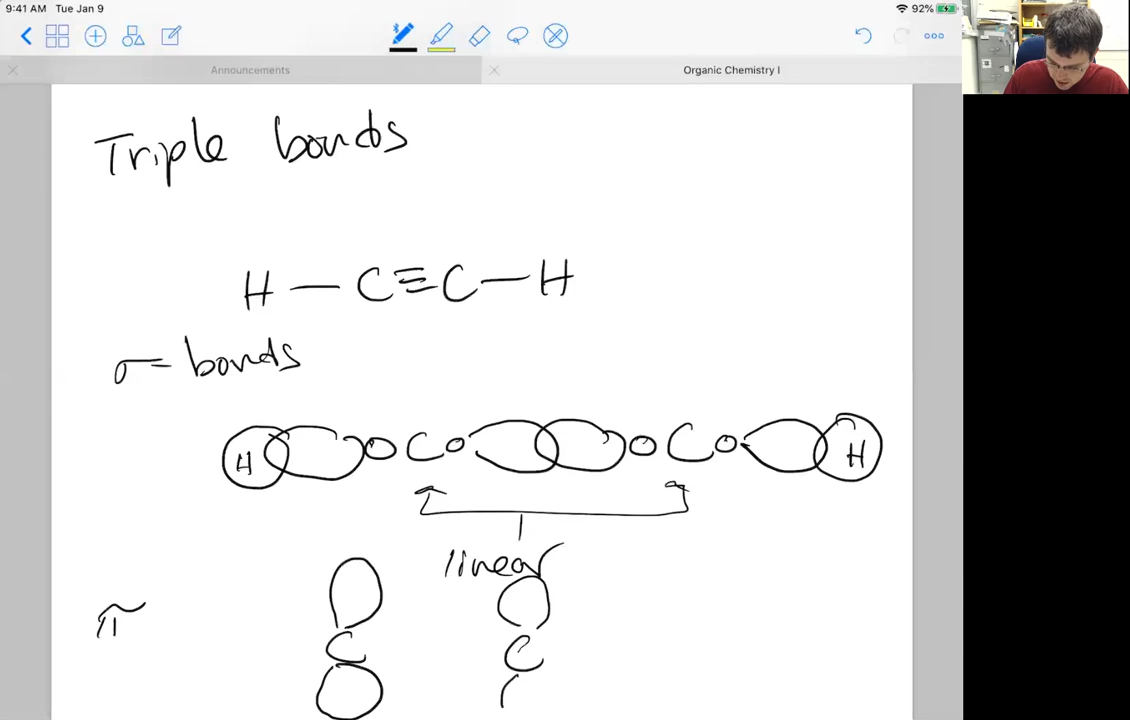 9:41 AM Tue Jan 9
92%
Announcements
Organic Chemistry I
Triple bonds
H — C≡C — H
σ- bonds
H C C H
linear
π
C C